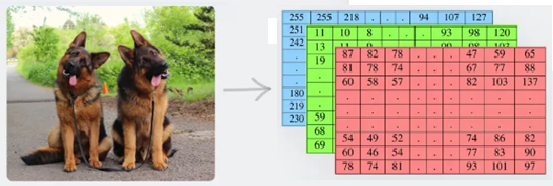 255 255 218 . . . 94 107 127
251
242
.
.
.
180
219
230
11 10 8 . . . 93 98 120
13
19
.
.
.
59
68
69
87 82 78 . . . 47 59 65
81 78 74 . . . 67 77 88
60 58 57 . . . 82 103 137
. . . . . . . . .
. . . . . . . . .
. . . . . . . . .
54 49 52 . . . 74 86 82
60 46 54 . . . 77 83 90
78 74 81 . . . 93 101 97